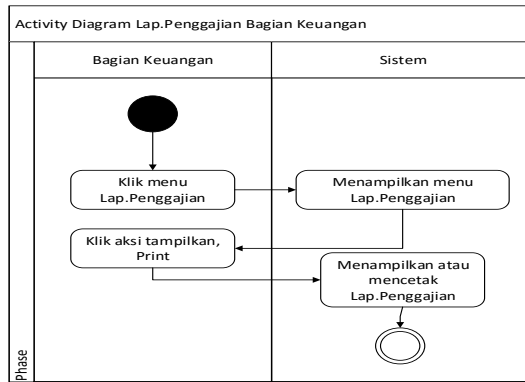 Activity Diagram Lap.Penggajian Bagian Keuangan
Bagian Keuangan
Sistem
Klik menu
Lap.Penggajian
Menampilkan menu
Lap.Penggajian
Klik aksi tampilkan,
Print
Menampilkan atau
mencetak
Lap.Penggajian
Phase